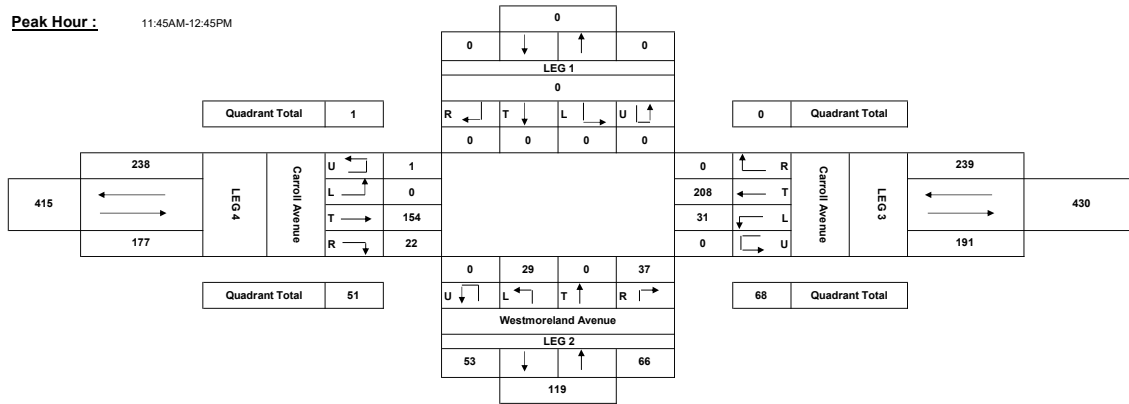 0
Peak Hour : 11:45AM-12:45PM
0 0
LEG 1
0
Quadrant Total 1
R T L U
0 Quadrant Total
0 0 0 0
238 U 1
0 R 239
415 LEG 4 Carroll Avenue L 0
208 T Carroll Avenue LEG 3 430
T 154
31 L
177 R 22
0 U 191
0 29 0 37
Quadrant Total 51
U L T R
68 Quadrant Total
Westmoreland Avenue
LEG 2
53 66
119